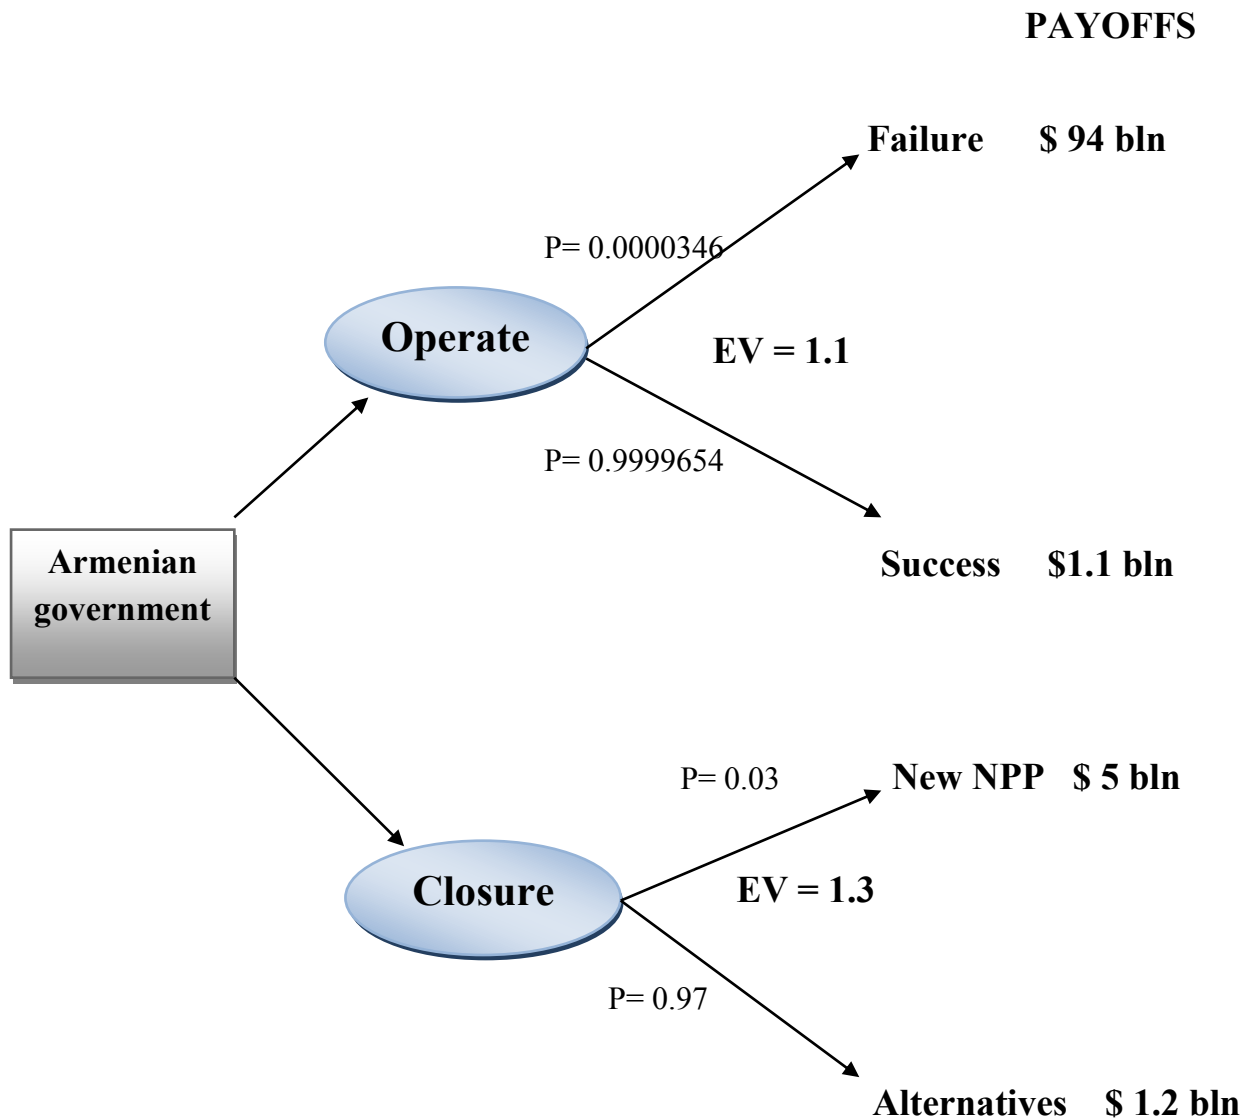 PAYOFFS
Failure $ 94 bln
P= 0.0000346
Operate
EV = 1.1
P= 0.9999654
Armenian
government
Success $1.1 bln
P= 0.03
New NPP $ 5 bln
Closure
EV = 1.3
P= 0.97
Alternatives $ 1.2 bln